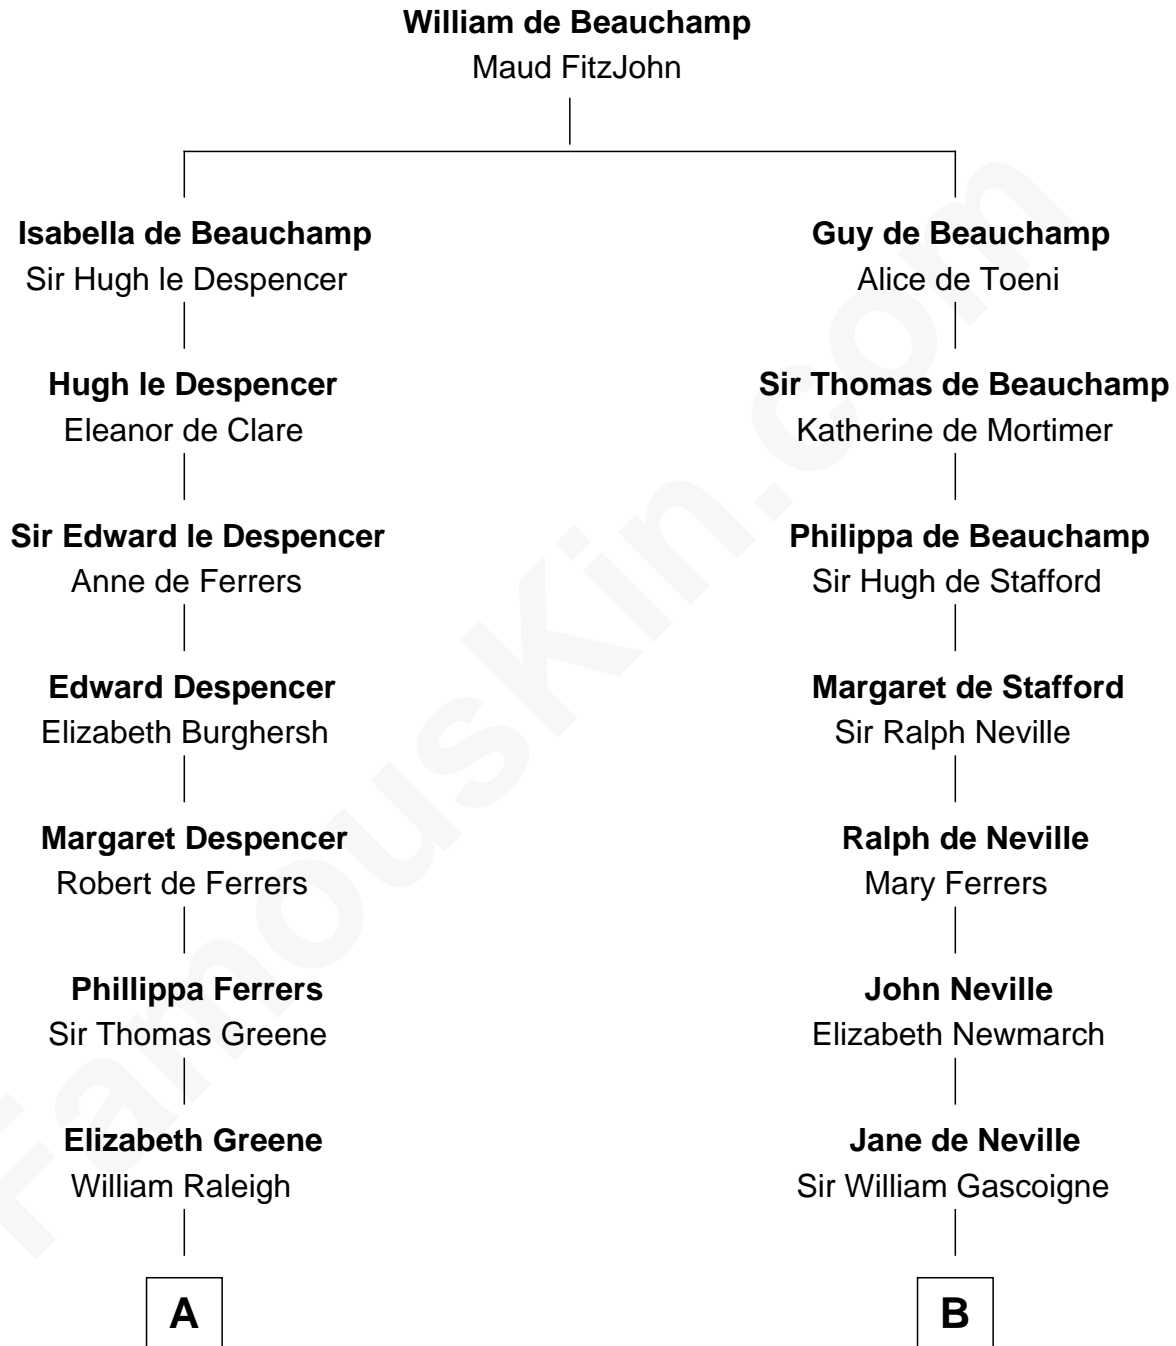 William de Beauchamp
Maud FitzJohn
Isabella de Beauchamp
Sir Hugh le Despencer
Guy de Beauchamp
Alice de Toeni
Hugh le Despencer
Eleanor de Clare
Sir Thomas de Beauchamp
Katherine de Mortimer
Sir Edward le Despencer
Anne de Ferrers
Philippa de Beauchamp
Sir Hugh de Stafford
Edward Despencer
Elizabeth Burghersh
Margaret de Stafford
Sir Ralph Neville
Margaret Despencer
Robert de Ferrers
Ralph de Neville
Mary Ferrers
Phillippa Ferrers
Sir Thomas Greene
John Neville
Elizabeth Newmarch
Elizabeth Greene
William Raleigh
Jane de Neville
Sir William Gascoigne
A
B
FamousKin.com